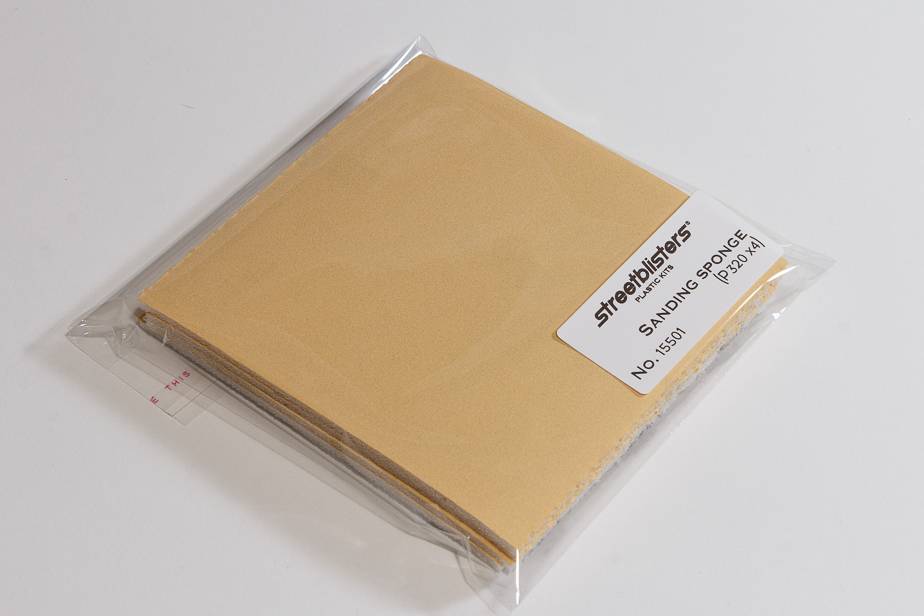 streetblisters®
PLASTIC KITS
SANDING SPONGE
(P320 x4)
No. 15501
E THIS